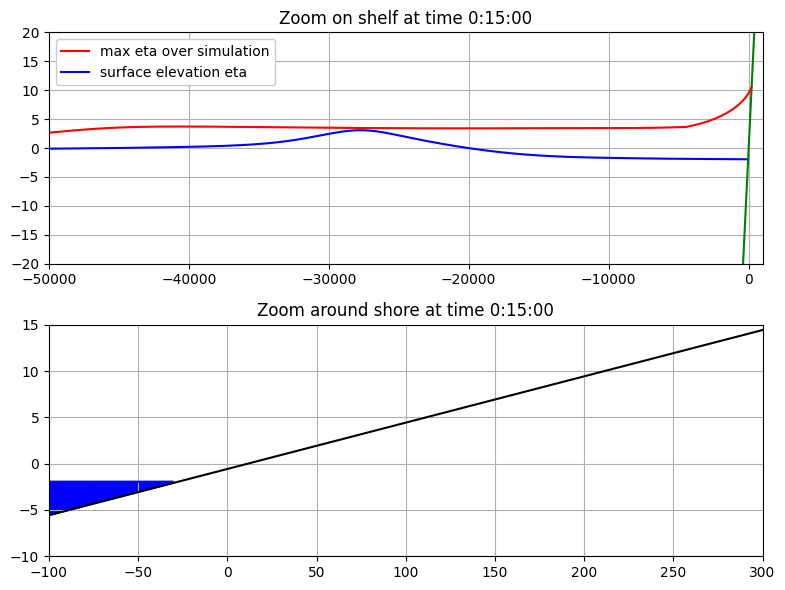 Zoom on shelf at time 0:15:00
20
15
10
5
0
−5
−10
−15
−20
max eta over simulation
surface elevation eta
−50000 −40000 −30000 −20000 −10000 0
Zoom around shore at time 0:15:00
15
10
5
0
−5
−10
−100 −50 0 50 100 150 200 250 300